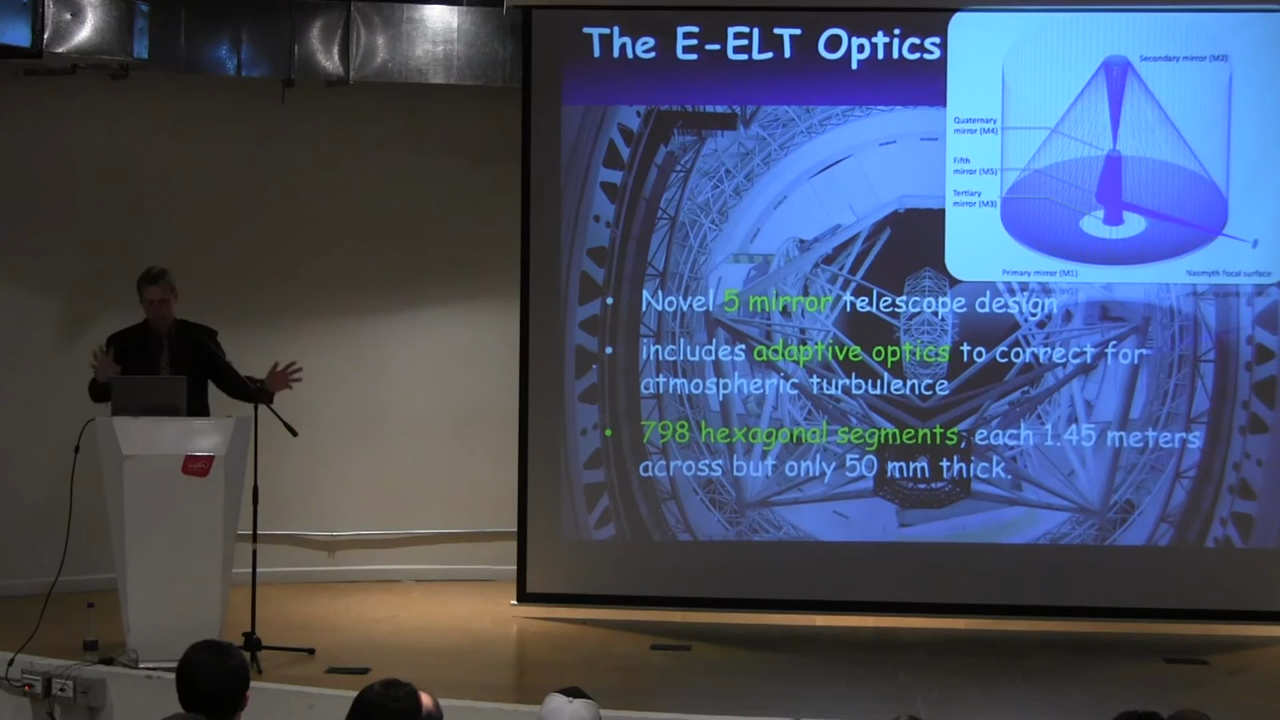 The E-ELT Optics
Secondary mirror (M2)
Quaternary
mirror (M4)
Fifth
mirror (M5)
Tertiary
mirror (M3)
Primary mirror (M1)
Nasmyth focal surface
• Novel 5 mirror telescope design
• includes adaptive optics to correct for
atmospheric turbulence
• 798 hexagonal segments, each 1.45 meters
across but only 50 mm thick.